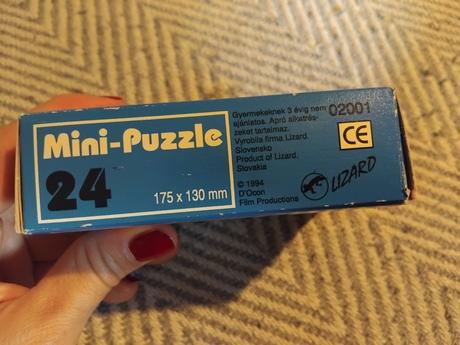 Mini-Puzzle
24
175 x 130 mm
Gyermekeknek 3 évig nem
ajánlatos. Apró alkatrés-
zeket tartalmaz.
Vyrobila firma Lizard.
Slovensko
Product of Lizard.
Slovakia
© 1994
D'Ocon
Film Productions
02001
CE
LIZARD